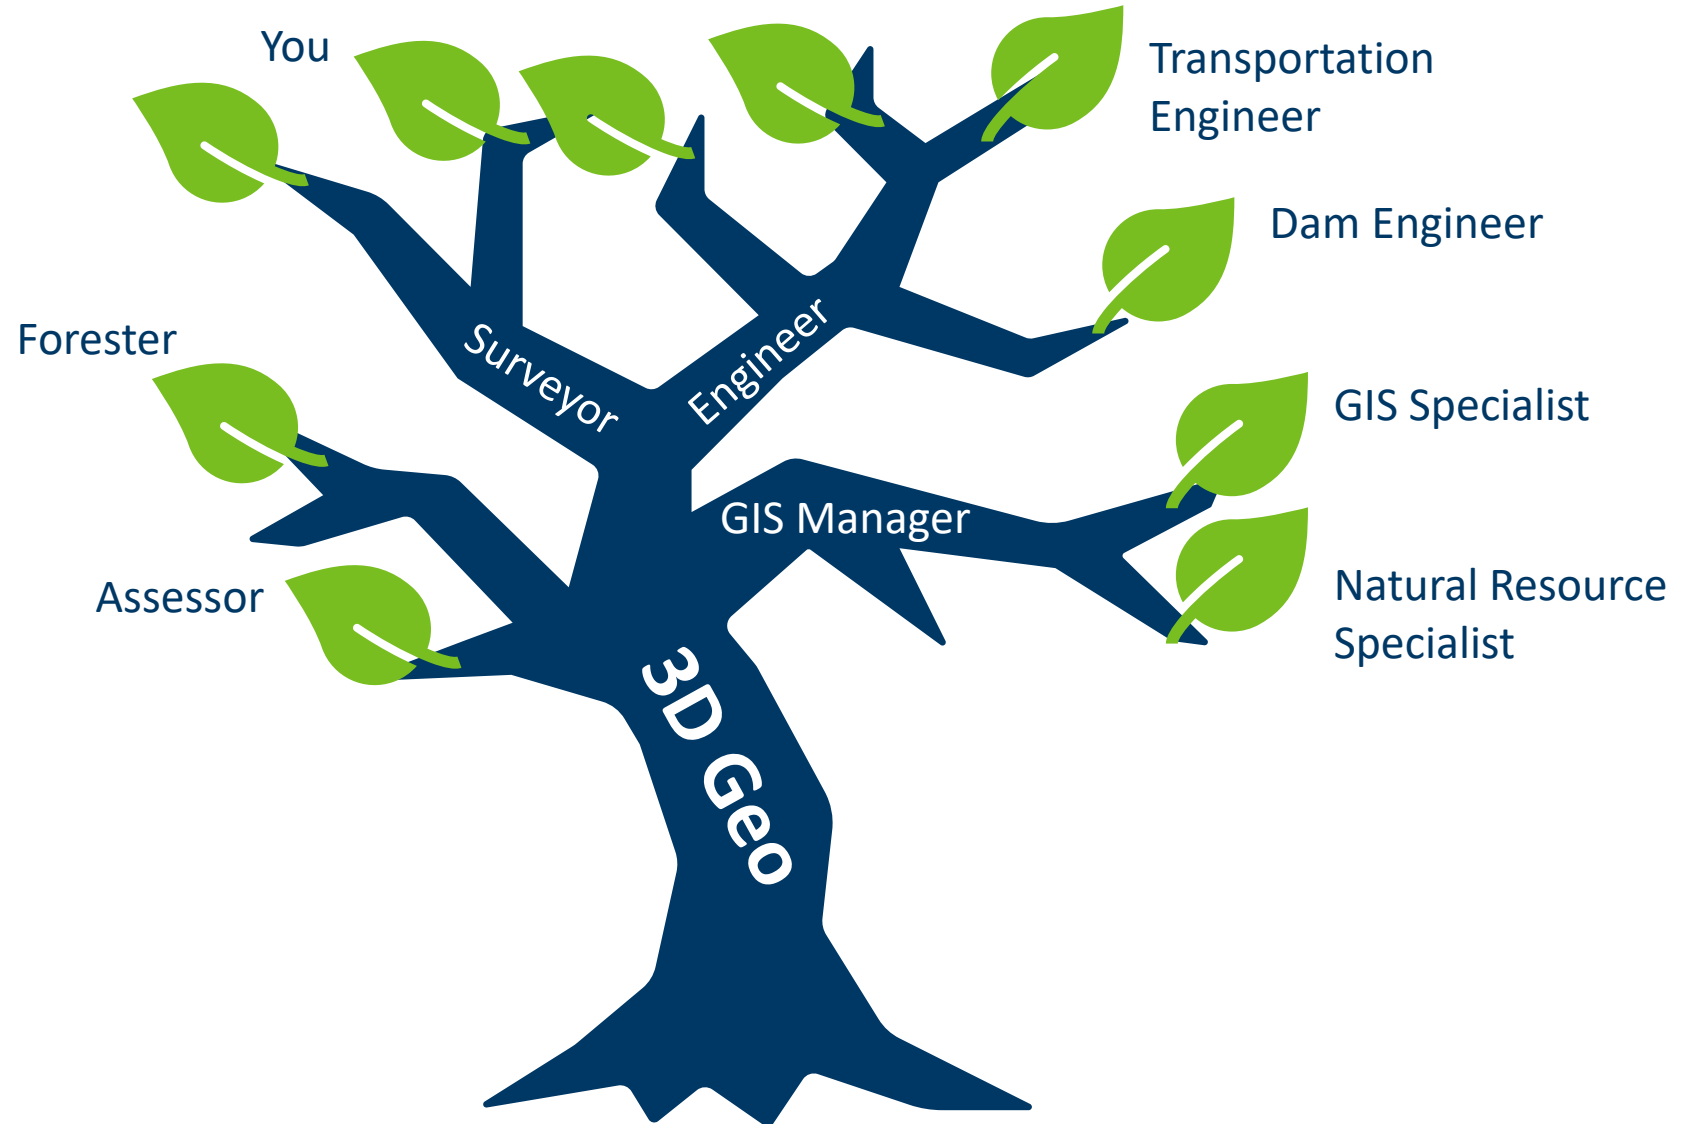 You
Transportation
Engineer
Dam Engineer
Forester
Surveyor
Engineer
GIS Specialist
GIS Manager
Assessor
Natural Resource
Specialist
3D Geo